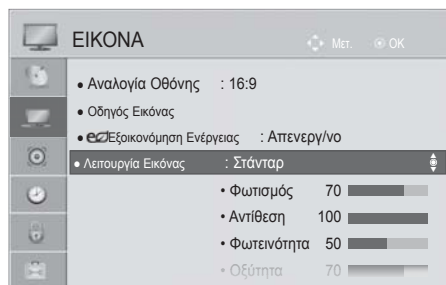 ΕΙΚΟΝΑ Μετ. OK
• Αναλογία Οθόνης : 16:9
• Οδηγός Εικόνας
• eco Εξοικονόμηση Ενέργειας : Απενεργ/νο
• Λειτουργία Εικόνας : Στάνταρ
• Φωτισμός 70
• Αντίθεση 100
• Φωτεινότητα 50
• Οξύτητα 70